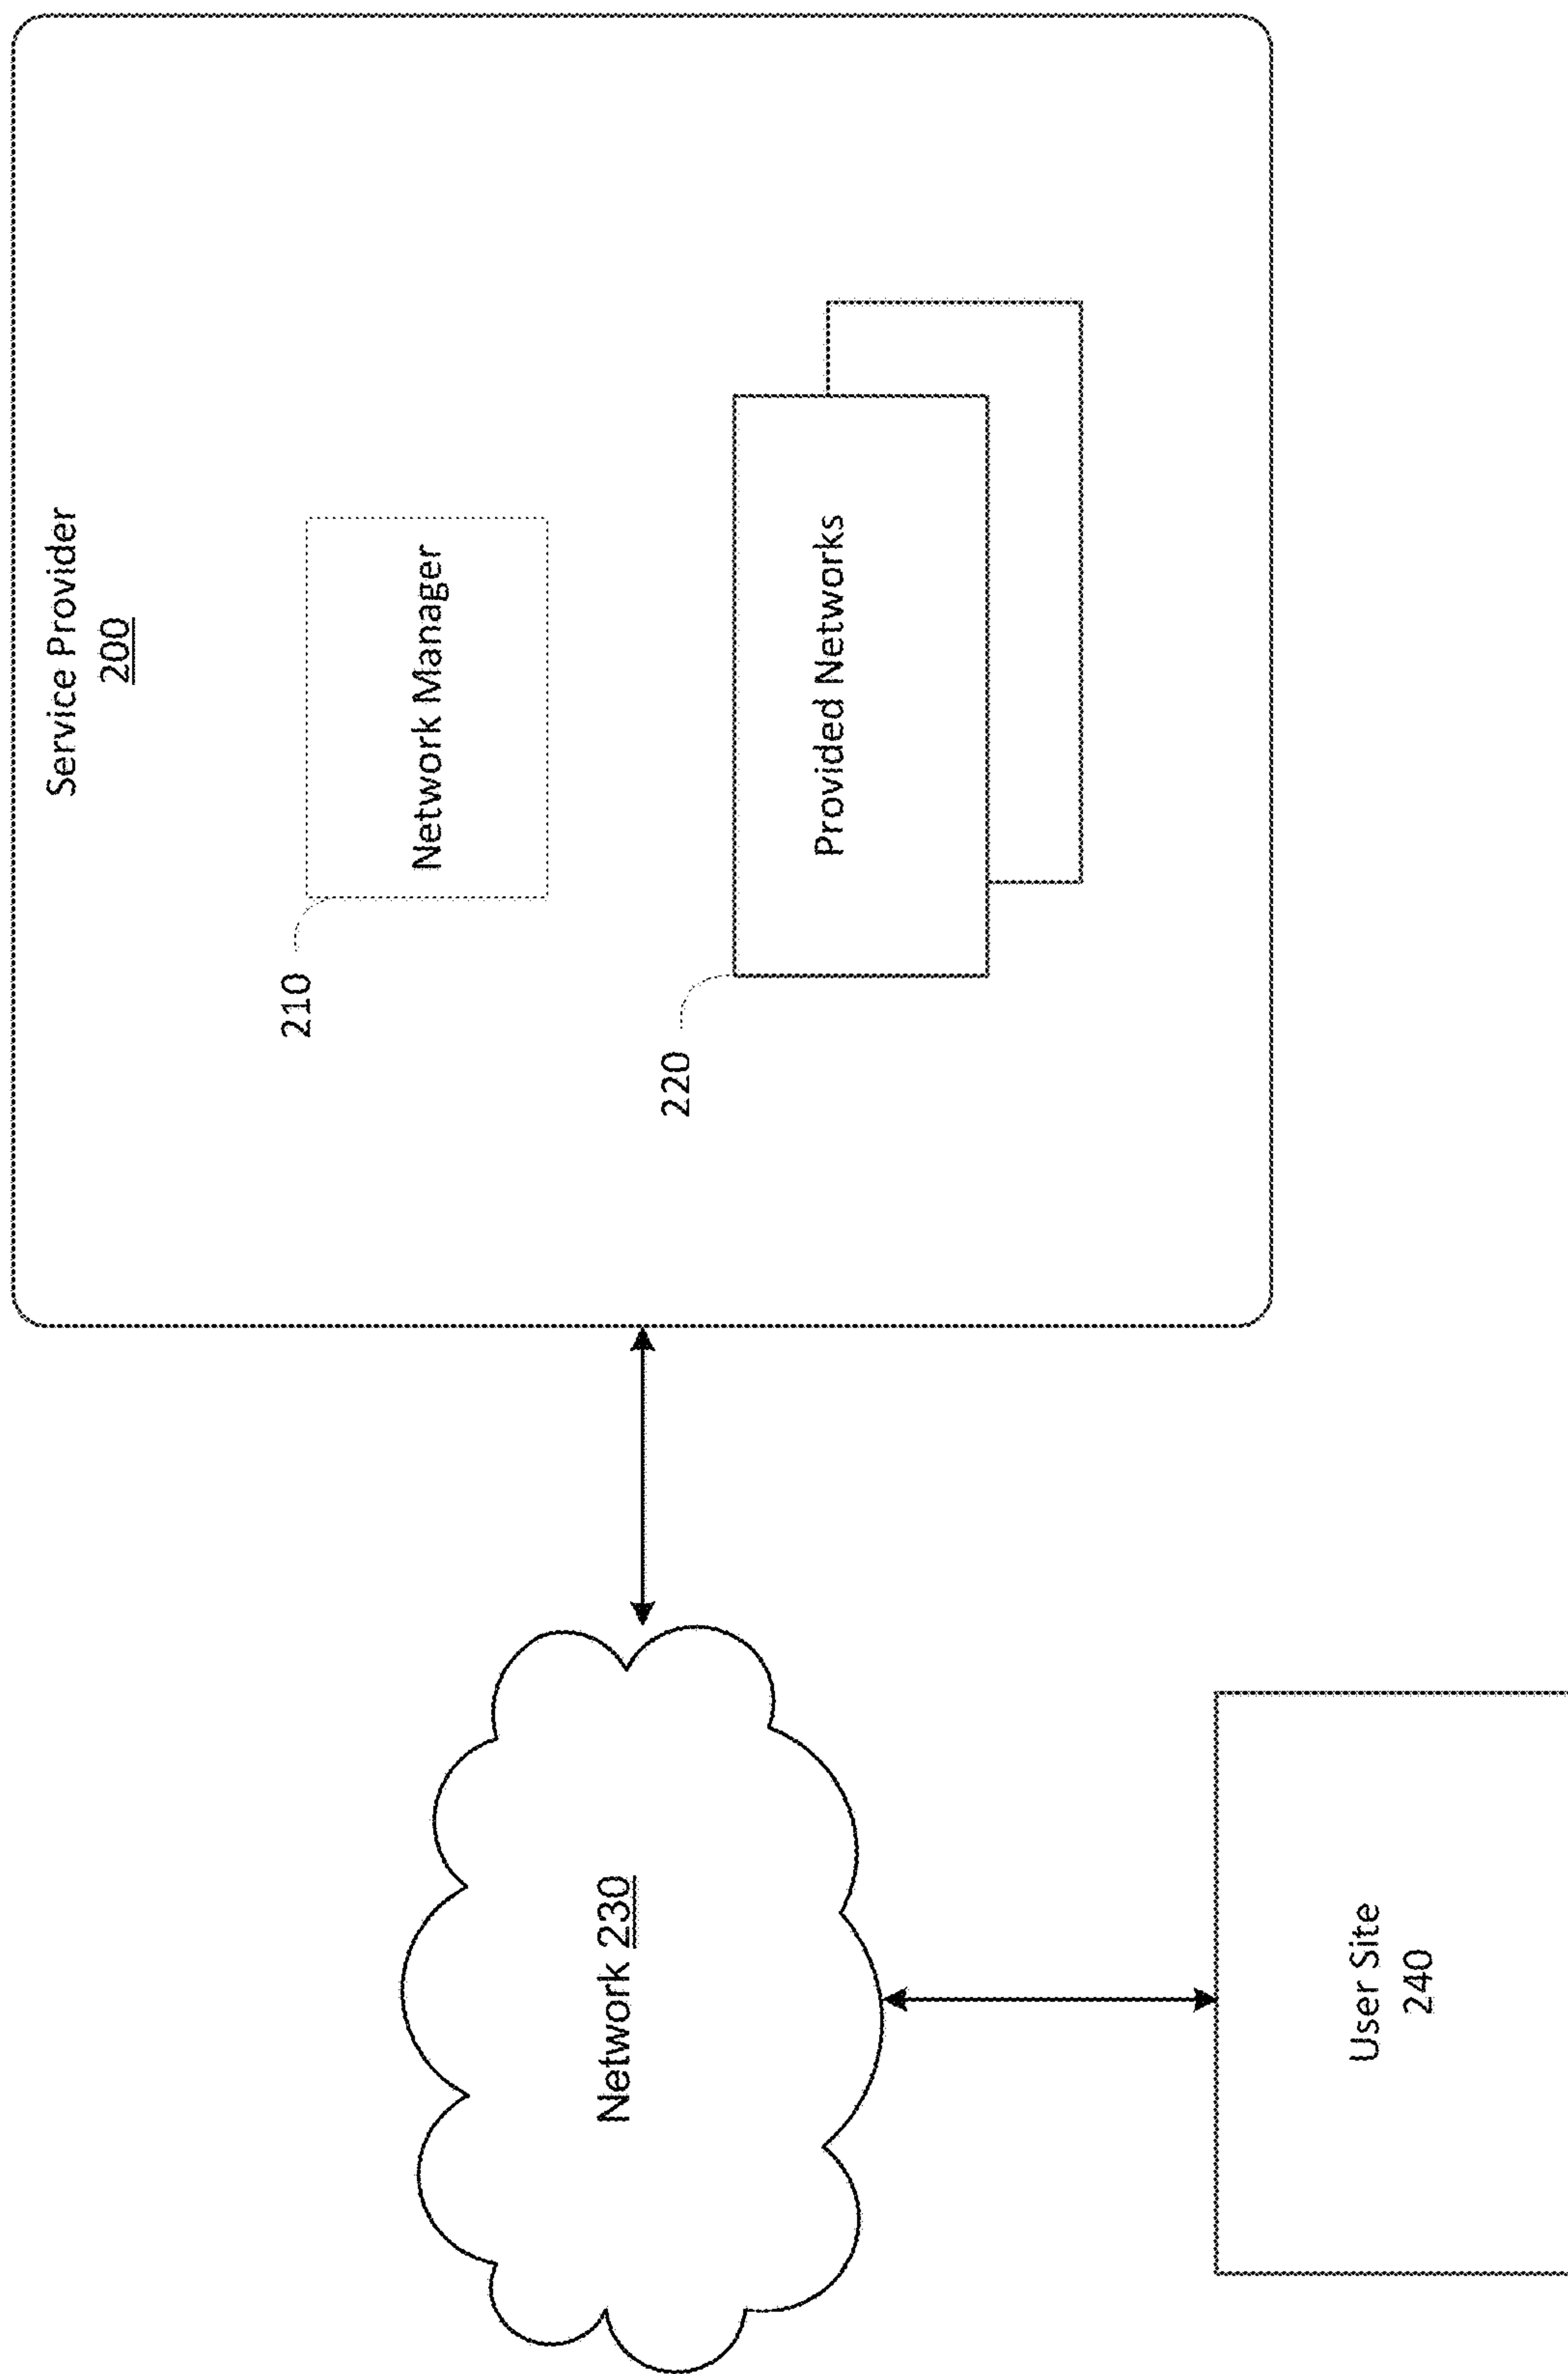 Service Provider
200
210
Network Manager
220
Provided Networks
Network 230
User Site
240